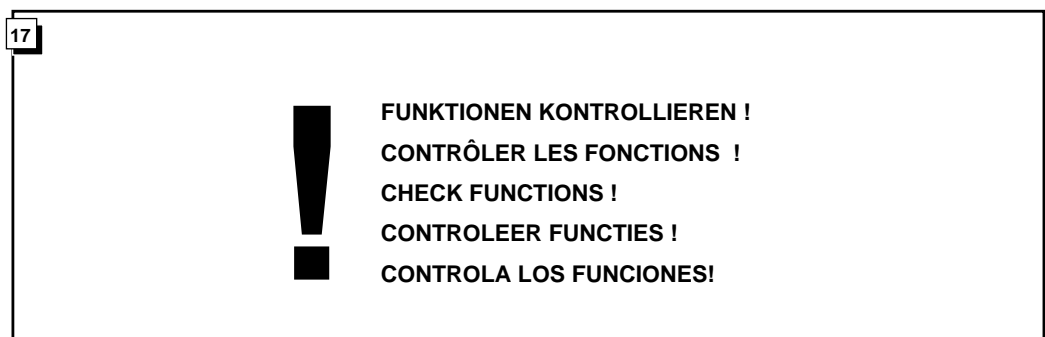 17
!
FUNKTIONEN KONTROLLIEREN !
CONTRÔLER LES FONCTIONS !
CHECK FUNCTIONS !
CONTROLEER FUNCTIES !
CONTROLA LOS FUNCIONES!